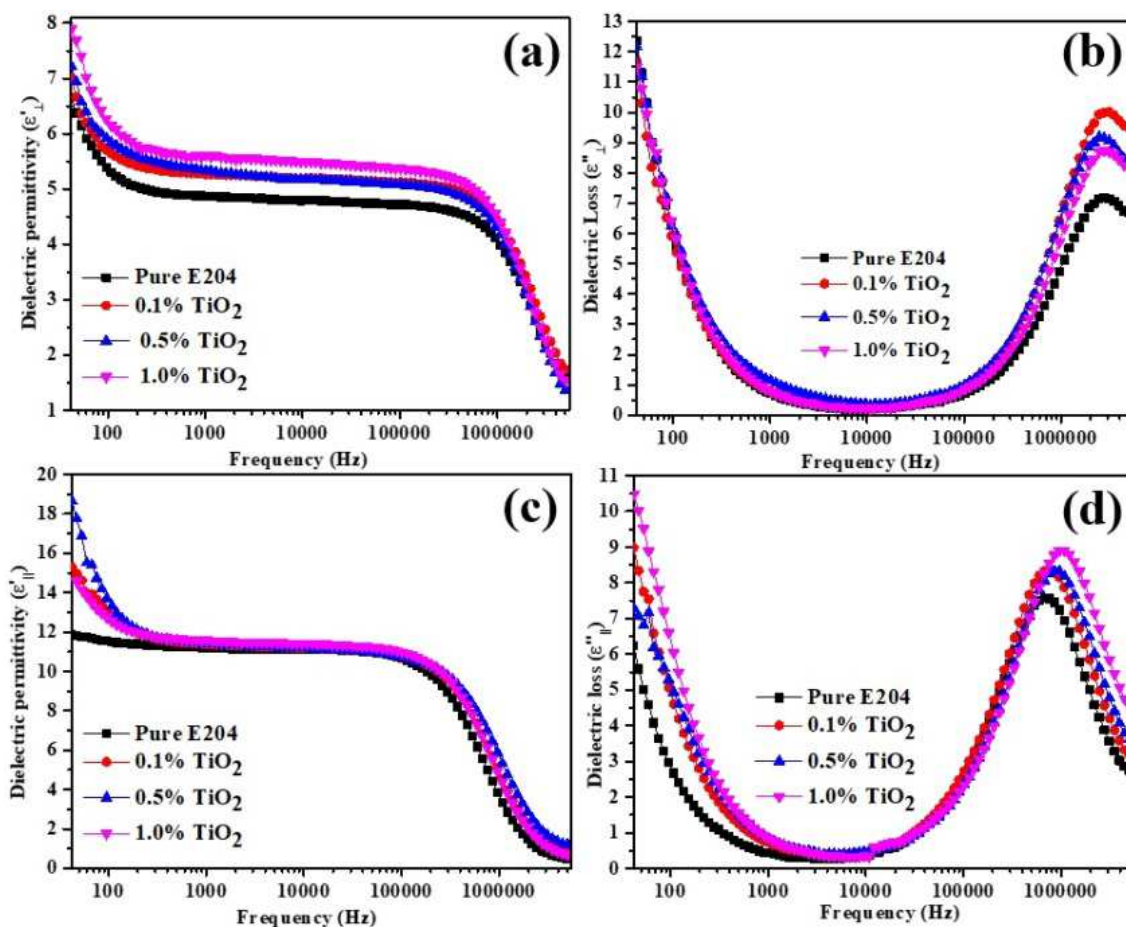 (a)
Dielectric permittivity (ε'⊥)
8
7
6
5
4
3
2
1
Pure E204
0.1% TiO2
0.5% TiO2
1.0% TiO2
100 1000 10000 100000 1000000
Frequency (Hz)
(b)
Dielectric Loss (ε"⊥)
13
12
11
10
9
8
7
6
5
4
3
2
1
0
Pure E204
0.1% TiO2
0.5% TiO2
1.0% TiO2
100 1000 10000 100000 1000000
Frequency (Hz)
(c)
Dielectric permittivity (ε'||)
20
18
16
14
12
10
8
6
4
2
0
Pure E204
0.1% TiO2
0.5% TiO2
1.0% TiO2
100 1000 10000 100000 1000000
Frequency (Hz)
(d)
Dielectric loss (ε"||)
11
10
9
8
7
6
5
4
3
2
1
0
Pure E204
0.1% TiO2
0.5% TiO2
1.0% TiO2
100 1000 10000 100000 1000000
Frequency (Hz)